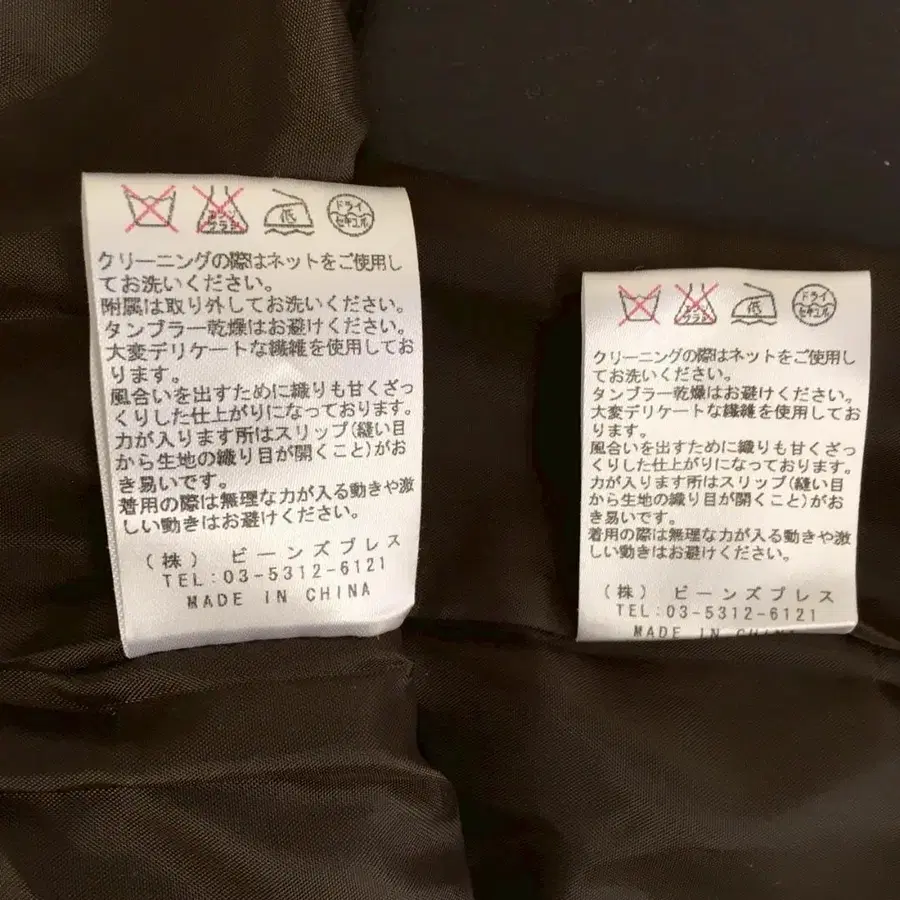 低
ドライ
セキユ系
クリーニングの際はネットをご使用し
てお洗いください。
附属は取り外してお洗いください。
タンブラー乾燥はお避けください。
大変デリケートな繊維を使用してお
ります。
風合いを出すために織りも甘くざっ
くりした仕上がりになっております。
力が入ります所はスリップ(縫い目
から生地の織り目が開くこと)がお
き易いです。
着用の際は無理な力が入る動きや激
しい動きはお避けください。
(株) ビーンズプレス
TEL:03-5312-6121
MADE IN CHINA
低
ドライ
セキユ系
クリーニングの際はネットをご使用し
てお洗いください。
タンブラー乾燥はお避けください。
大変デリケートな繊維を使用してお
ります。
風合いを出すために織りも甘くざっ
くりした仕上がりになっております。
力が入ります所はスリップ(縫い目
から生地の織り目が開くこと)がお
き易いです。
着用の際は無理な力が入る動きや激
しい動きはお避けください。
(株) ビーンズプレス
TEL:03-5312-6121
MADE IN CHINA